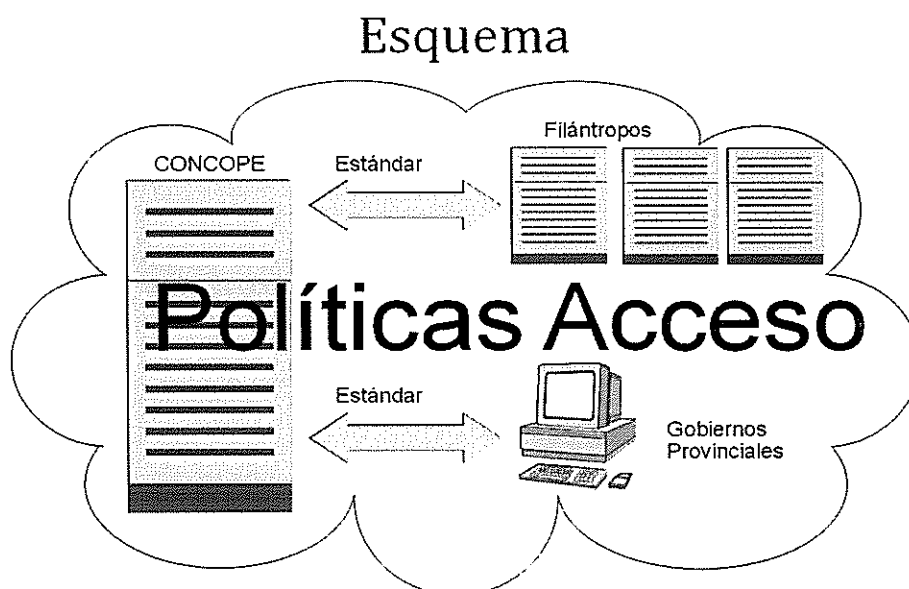 Esquema
Filántropos
CONCOPE
Estándar
Políticas Acceso
Estándar
Gobiernos
Provinciales